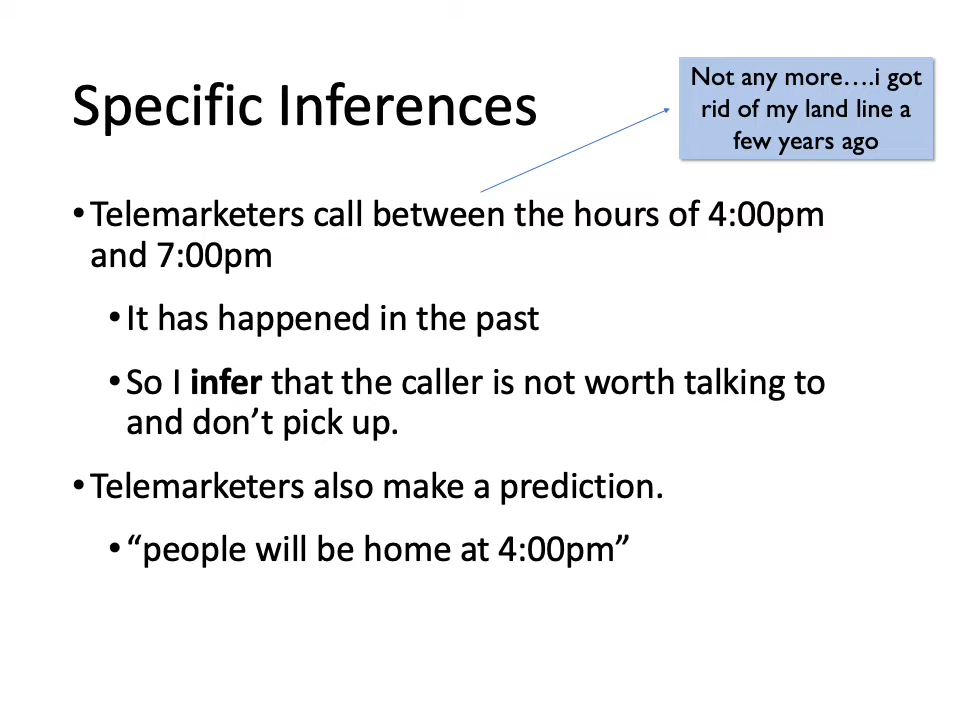 Specific Inferences
Not any more....i got
rid of my land line a
few years ago
•Telemarketers call between the hours of 4:00pm
and 7:00pm
•It has happened in the past
•So I infer that the caller is not worth talking to
and don’t pick up.
•Telemarketers also make a prediction.
•“people will be home at 4:00pm”